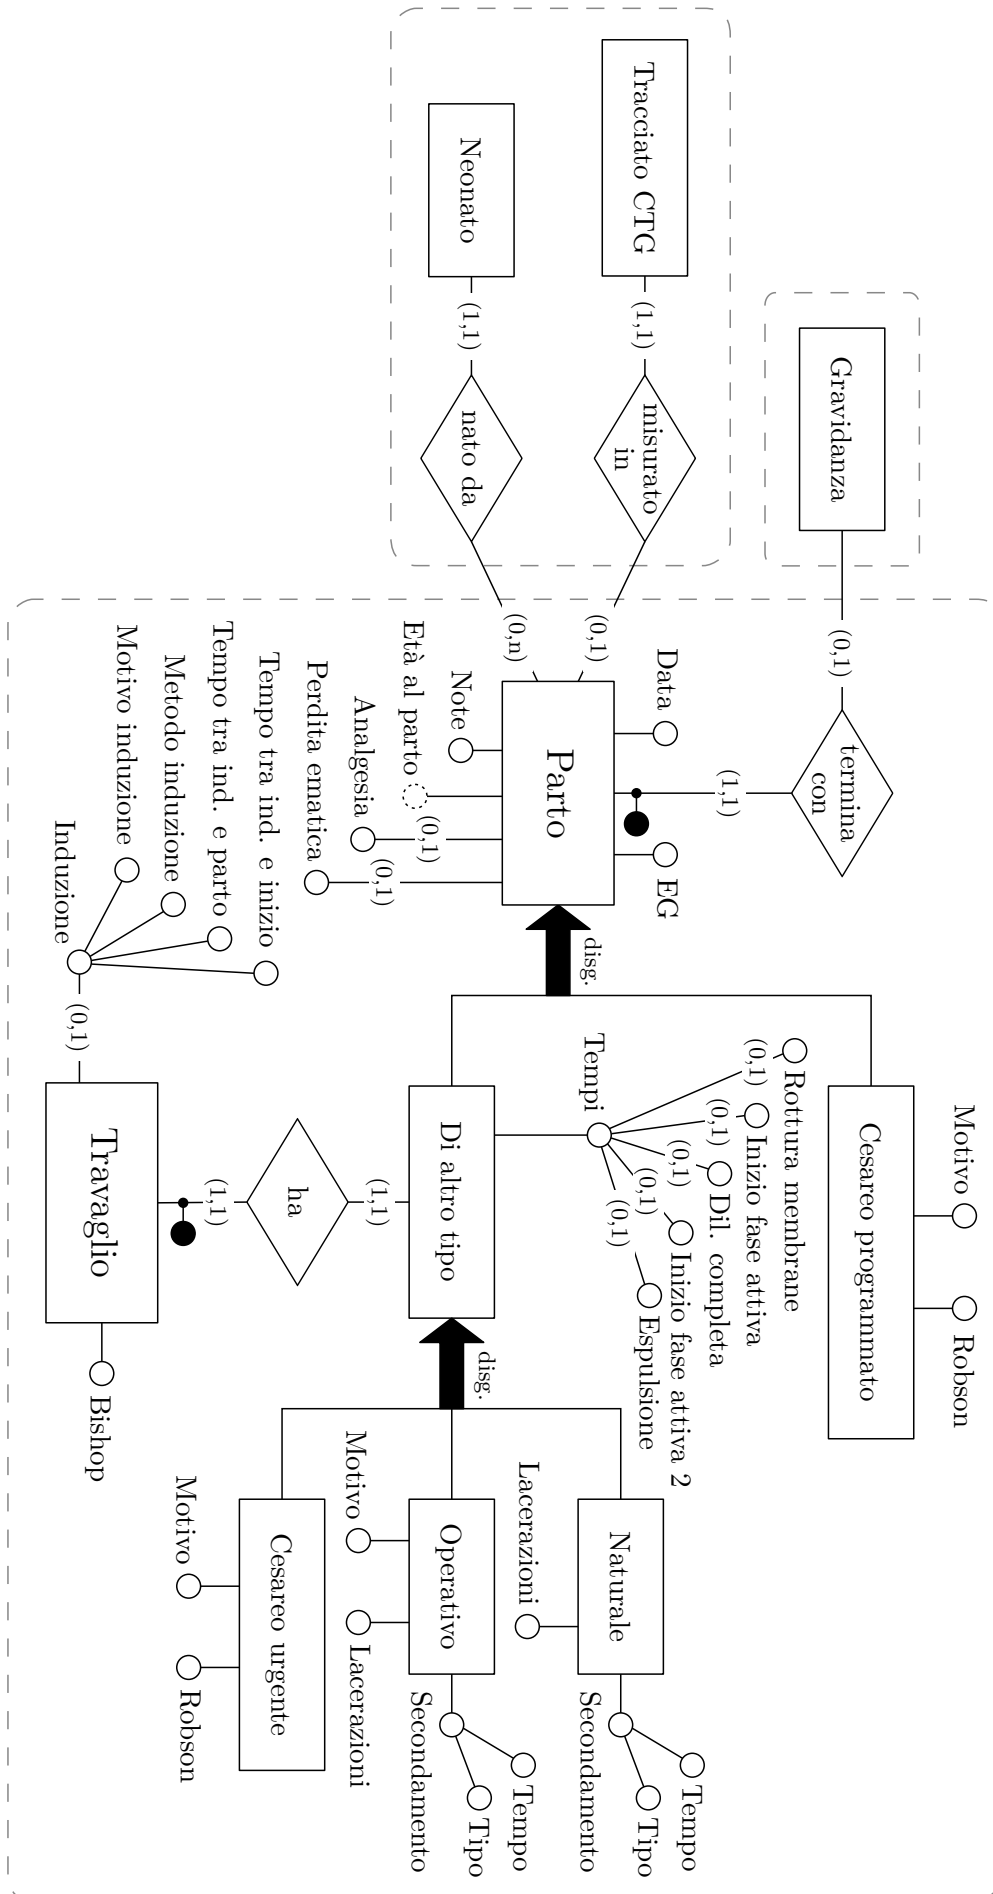 Tracciato CTG
(1,1)
misurato
in
(0,1)
Neonato
(1,1)
nato da
(0,n)
Gravidanza
(0,1)
termina
con
(1,1)
Parto
Data
EG
Note
Età al parto
Analgesia
(0,1)
Perdita ematica
(0,1)
disg.
Cesareo programmato
Motivo
Robson
Di altro tipo
Tempi
(0,1)
Rottura membrane
(0,1)
Inizio fase attiva
(0,1)
Dil. completa
(0,1)
Inizio fase attiva 2
(0,1)
Espulsione
(1,1)
ha
(1,1)
Travaglio
Bishop
(0,1)
Induzione
Motivo induzione
Metodo induzione
Tempo tra ind. e parto
Tempo tra ind. e inizio
disg.
Naturale
Lacerazioni
Secondamento
Tempo
Tipo
Operativo
Motivo
Lacerazioni
Secondamento
Tempo
Tipo
Cesareo urgente
Motivo
Robson